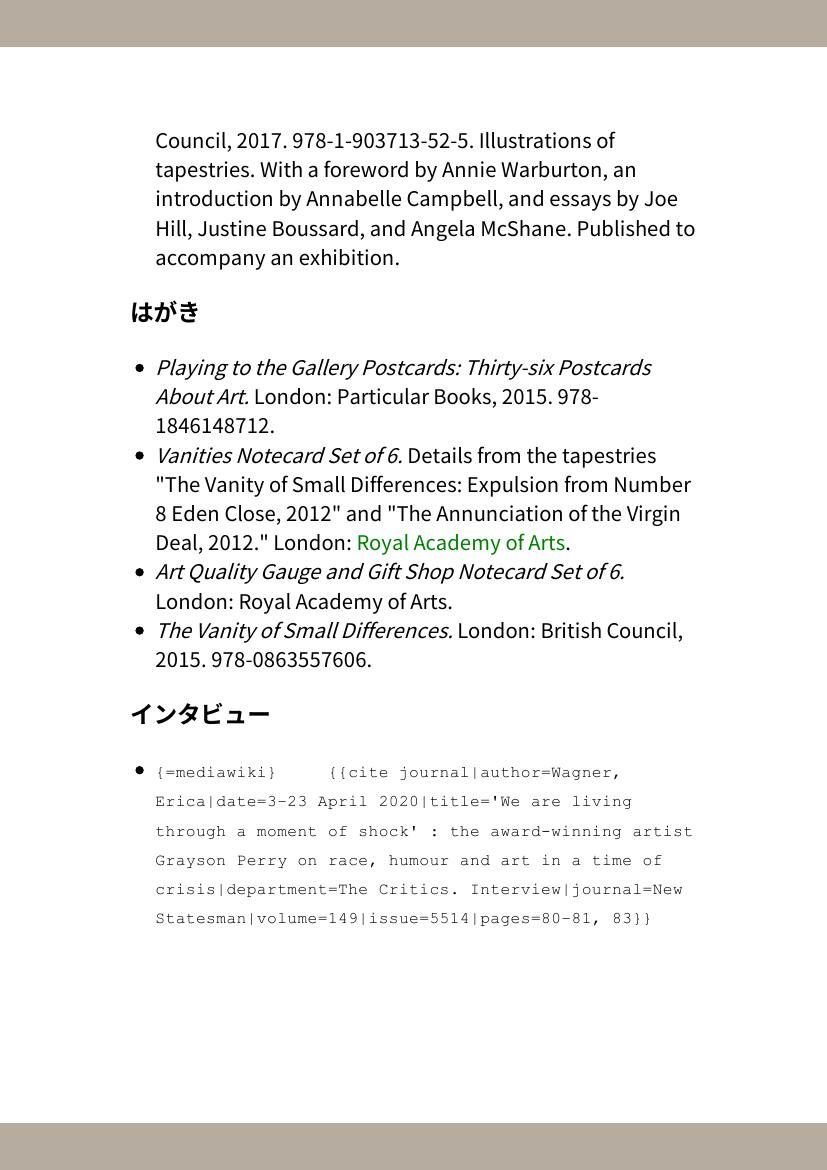 Council, 2017. 978-1-903713-52-5. Illustrations of
tapestries. With a foreword by Annie Warburton, an
introduction by Annabelle Campbell, and essays by Joe
Hill, Justine Boussard, and Angela McShane. Published to
accompany an exhibition.
はがき
• Playing to the Gallery Postcards: Thirty-six Postcards
About Art. London: Particular Books, 2015. 978-
1846148712.
• Vanities Notecard Set of 6. Details from the tapestries
"The Vanity of Small Differences: Expulsion from Number
8 Eden Close, 2012" and "The Annunciation of the Virgin
Deal, 2012." London: Royal Academy of Arts.
• Art Quality Gauge and Gift Shop Notecard Set of 6.
London: Royal Academy of Arts.
• The Vanity of Small Differences. London: British Council,
2015. 978-0863557606.
インタビュー
• {=mediawiki} {{cite journal|author=Wagner,
Erica|date=3–23 April 2020|title='We are living
through a moment of shock' : the award-winning artist
Grayson Perry on race, humour and art in a time of
crisis|department=The Critics. Interview|journal=New
Statesman|volume=149|issue=5514|pages=80–81, 83}}